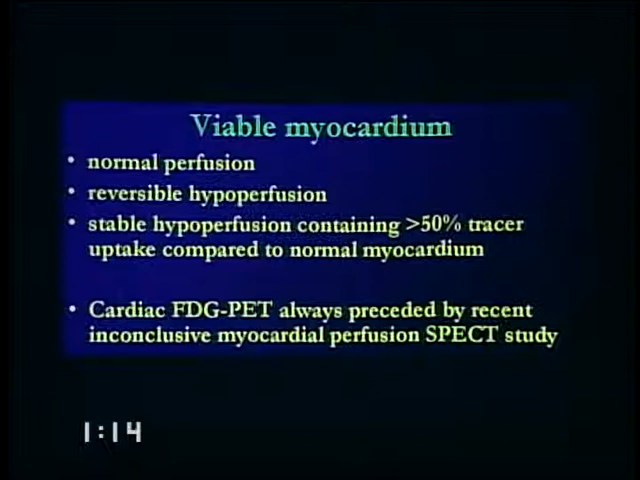 Viable myocardium
• normal perfusion
• reversible hypoperfusion
• stable hypoperfusion containing >50% tracer
uptake compared to normal myocardium
• Cardiac FDG-PET always preceded by recent
inconclusive myocardial perfusion SPECT study
1:14